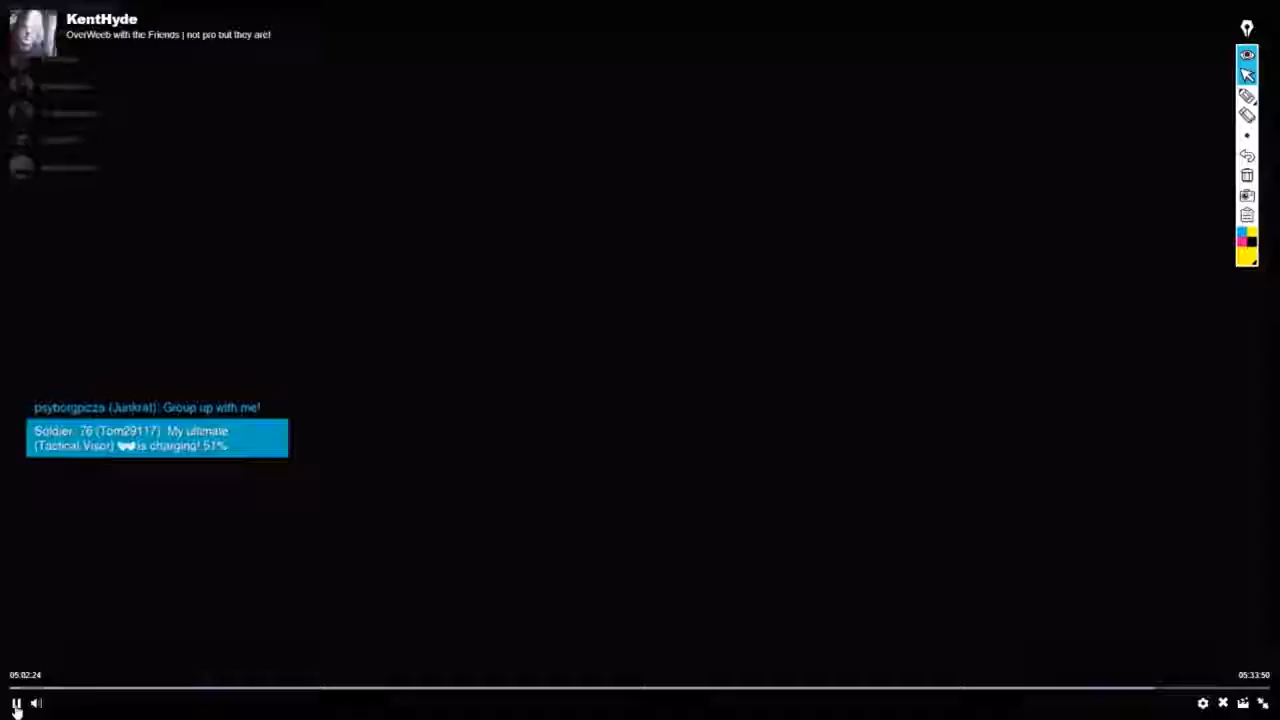 KentHyde
OverWeeb with the Friends | not pro but they are!
psyborgpizza (Junkrat): Group up with me!
Soldier: 76 (Tom29117): My ultimate
(Tactical Visor) is charging! 51%
05:02:24
05:33:50